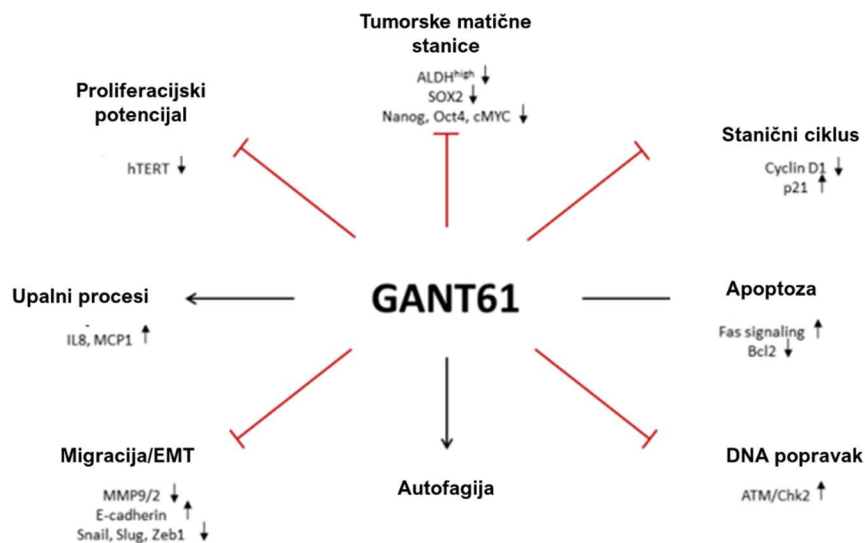 Tumorske matične
stanice
ALDHhigh ↓
SOX2 ↓
Nanog, Oct4, cMYC ↓
Proliferacijski
potencijal
hTERT ↓
Stanični ciklus
Cyclin D1 ↓
p21 ↑
Upalni procesi
IL8, MCP1 ↑
GANT61
Apoptoza
Fas signaling ↑
Bcl2 ↓
Migracija/EMT
MMP9/2 ↓
E-cadherin ↑
Snail, Slug, Zeb1 ↓
Autofagija
DNA popravak
ATM/Chk2 ↑